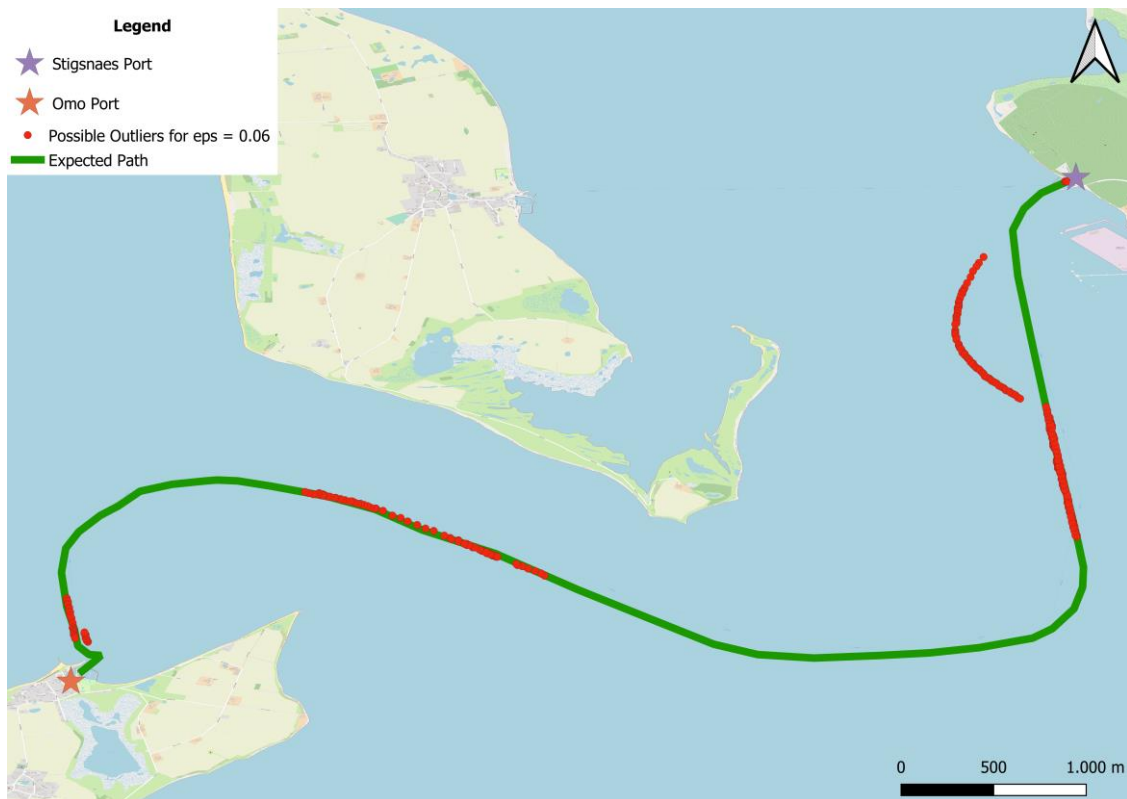 Legend
Stigsnaes Port
Omo Port
Possible Outliers for eps = 0.06
Expected Path
0 500 1.000 m